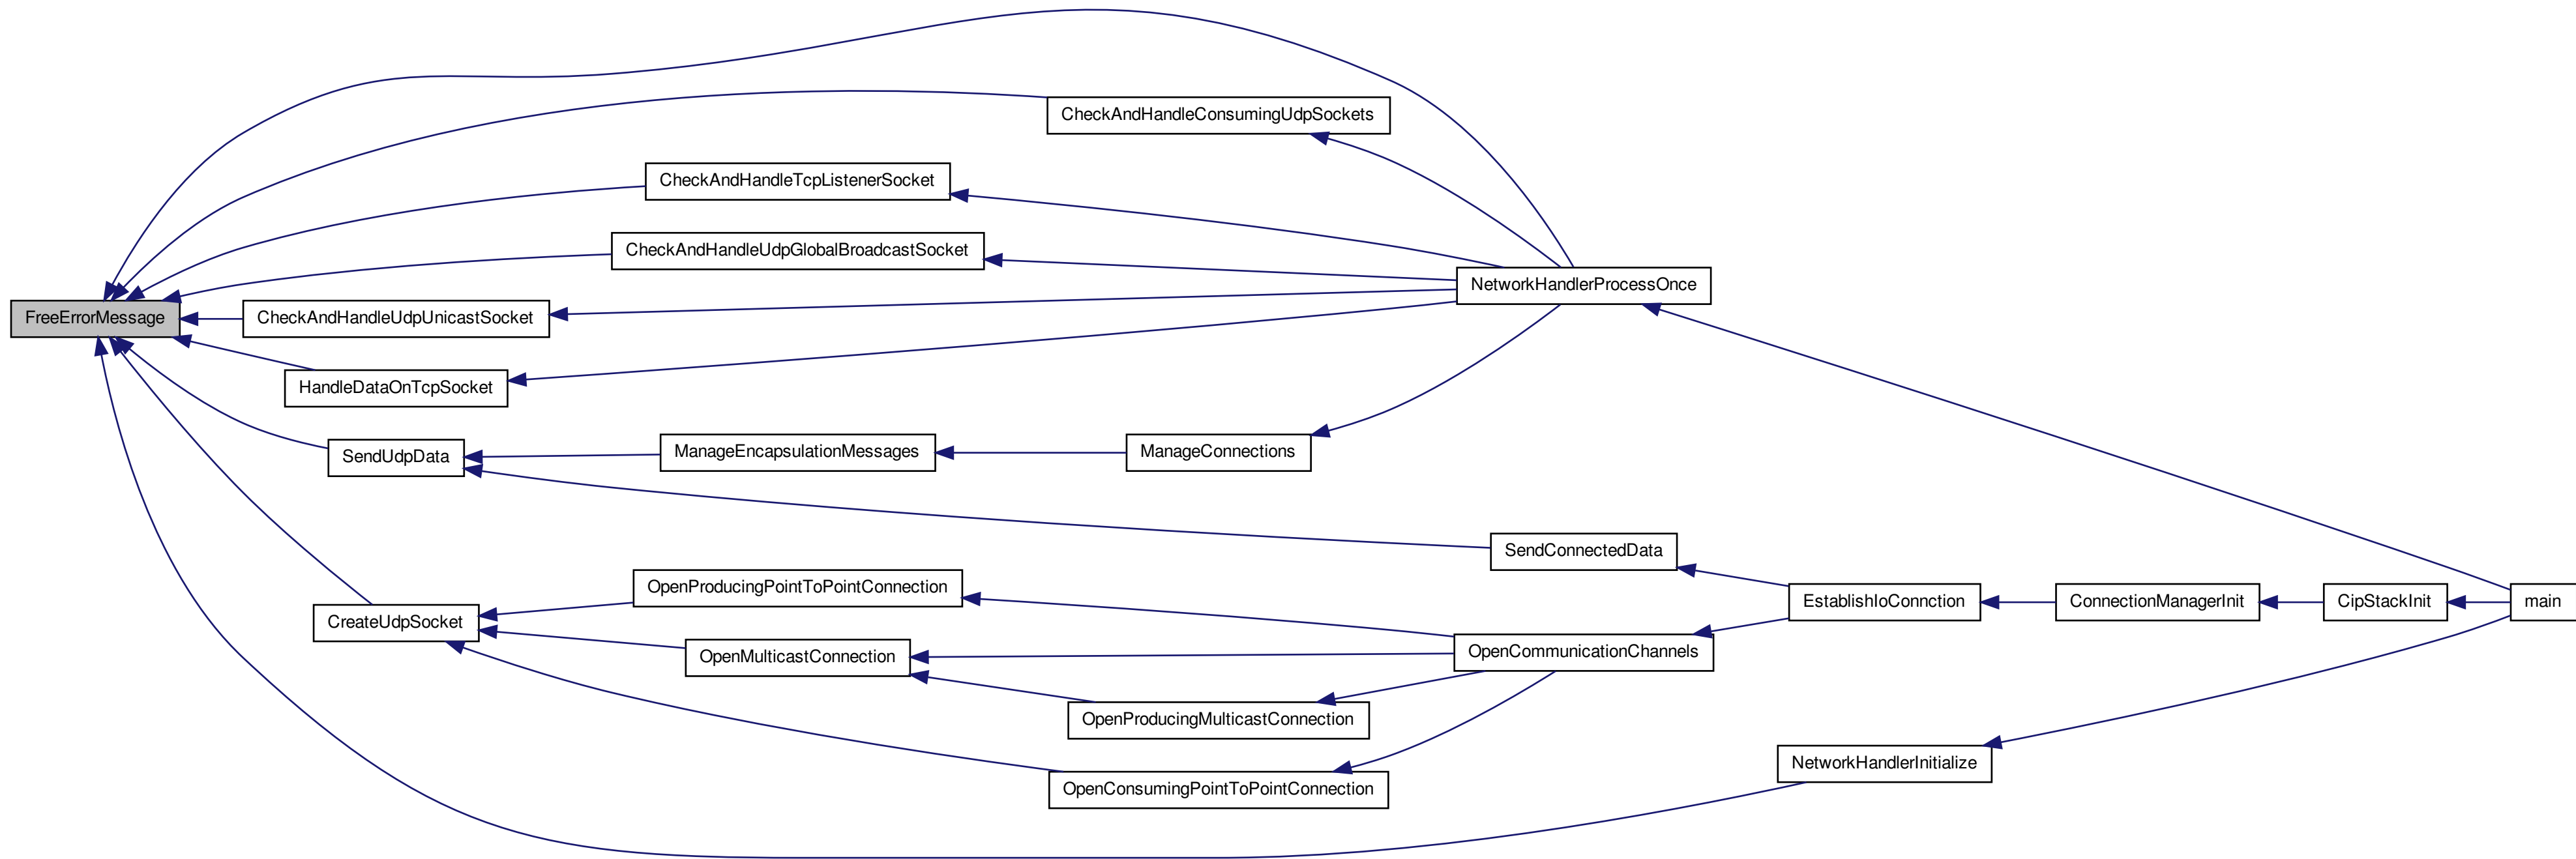 CheckAndHandleConsumingUdpSockets
CheckAndHandleTcpListenerSocket
CheckAndHandleUdpGlobalBroadcastSocket
NetworkHandlerProcessOnce
FreeErrorMessage
CheckAndHandleUdpUnicastSocket
HandleDataOnTcpSocket
SendUdpData
ManageEncapsulationMessages
ManageConnections
SendConnectedData
OpenProducingPointToPointConnection
EstablishIoConnction
ConnectionManagerInit
CipStackInit
main
CreateUdpSocket
OpenMulticastConnection
OpenCommunicationChannels
OpenProducingMulticastConnection
NetworkHandlerInitialize
OpenConsumingPointToPointConnection